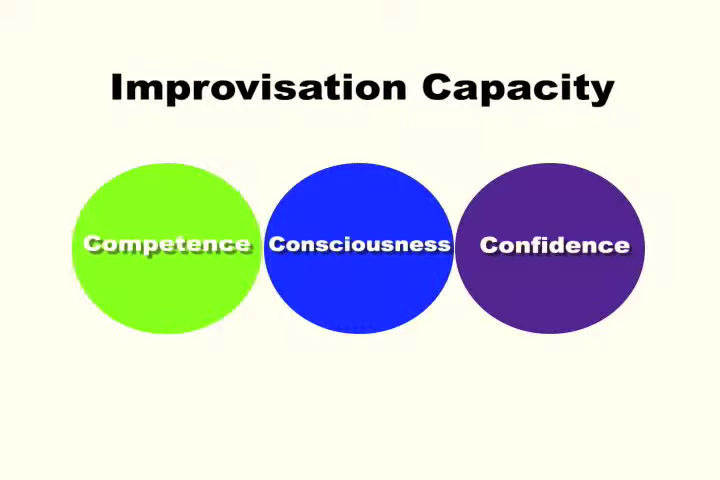 Improvisation Capacity
Competence
Consciousness
Confidence